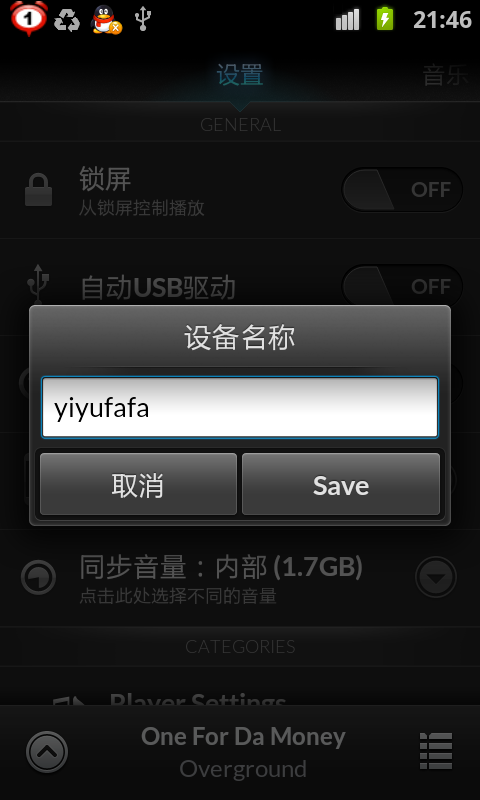 1
21:46
设置
音乐
GENERAL
锁屏
从锁屏控制播放
OFF
自动USB驱动
OFF
设备名称
yiyufafa
取消
Save
同步音量：内部 (1.7GB)
点击此处选择不同的音量
CATEGORIES
Player Settings
One For Da Money
Overground